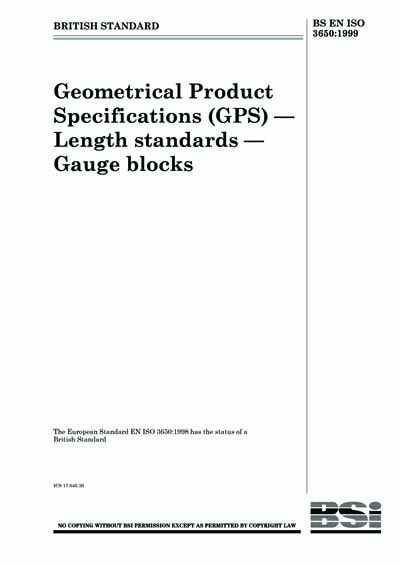 BRITISH STANDARD
BS EN ISO
3650:1999
Geometrical Product
Specifications (GPS) —
Length standards —
Gauge blocks
The European Standard EN ISO 3650:1998 has the status of a
British Standard
ICS 17.040.30
NO COPYING WITHOUT BSI PERMISSION EXCEPT AS PERMITTED BY COPYRIGHT LAW
BSi